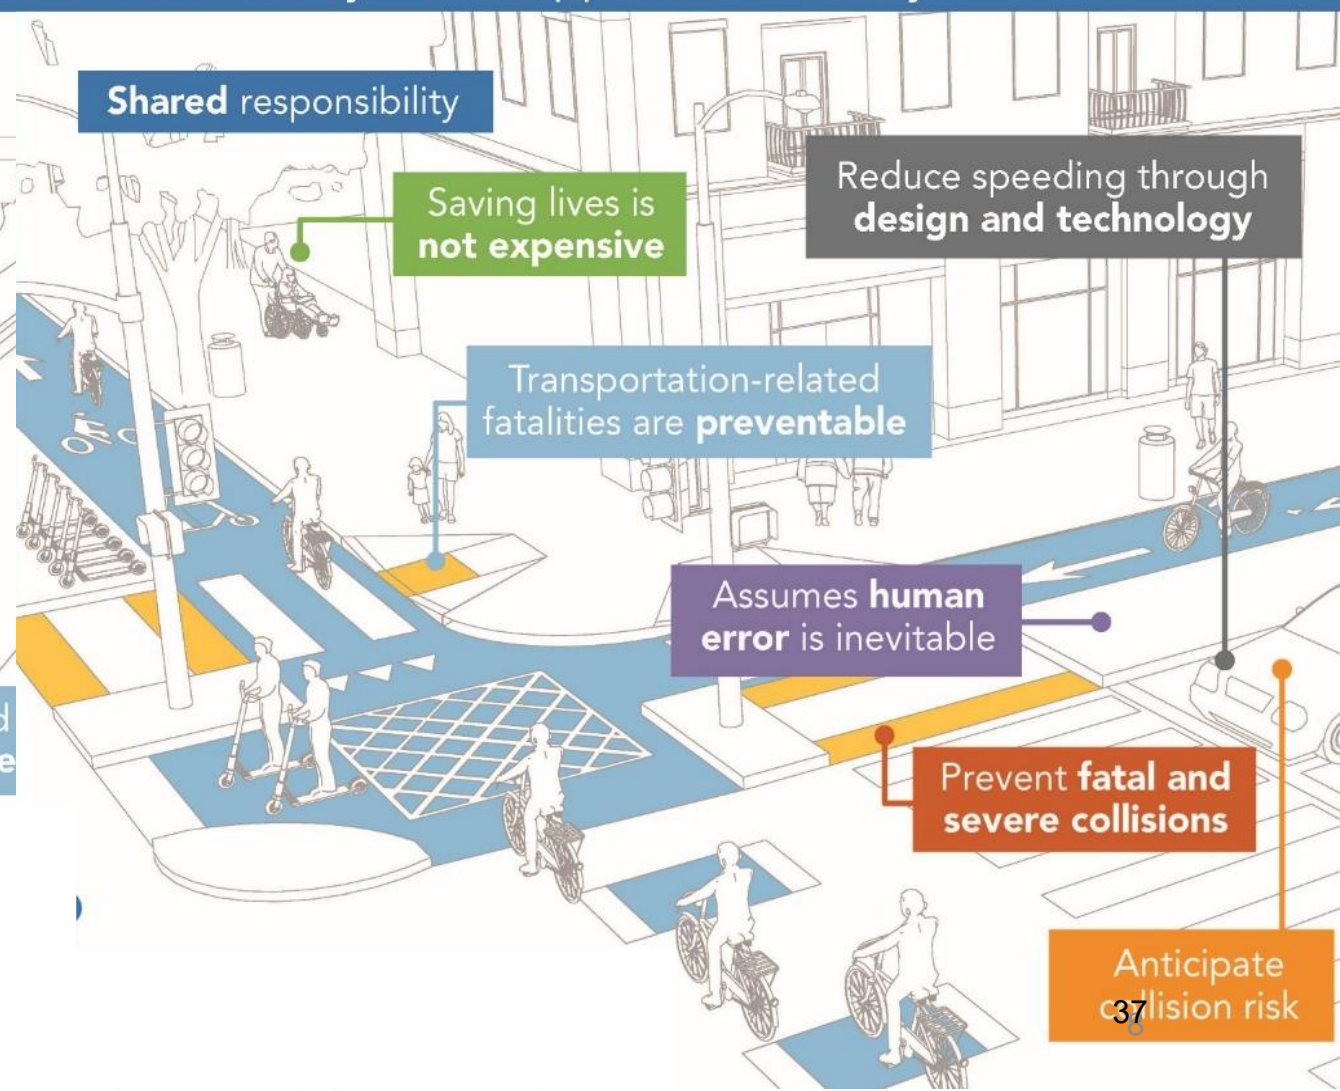 Shared responsibility
Saving lives is
not expensive
Reduce speeding through
design and technology
Transportation-related
fatalities are preventable
Assumes human
error is inevitable
Prevent fatal and
severe collisions
Anticipate
collision risk
37